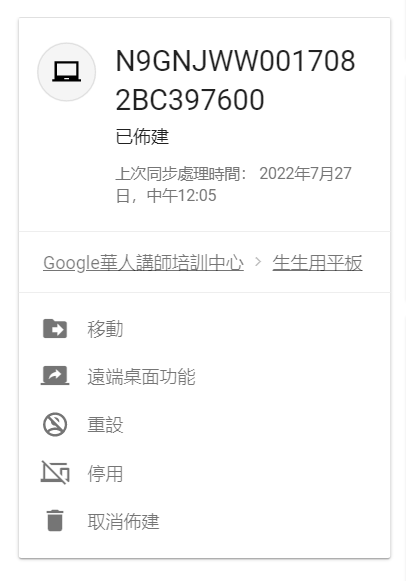 N9GNJWW001708
2BC397600
已佈建
上次同步處理時間： 2022年7月27
日，中午12:05
Google華人講師培訓中心 > 生生用平板
移動
遠端桌面功能
重設
停用
取消佈建